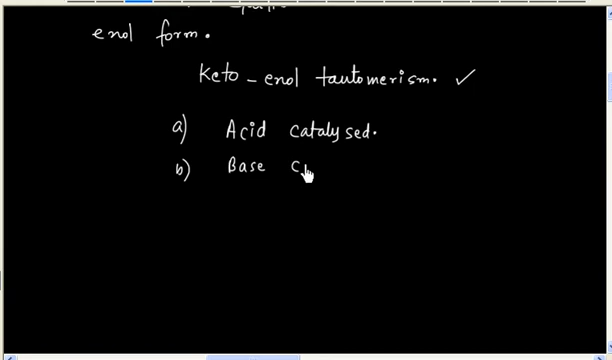 enol form.
Keto-enol tautomerism. ✓
a) Acid catalysed.
b) Base c